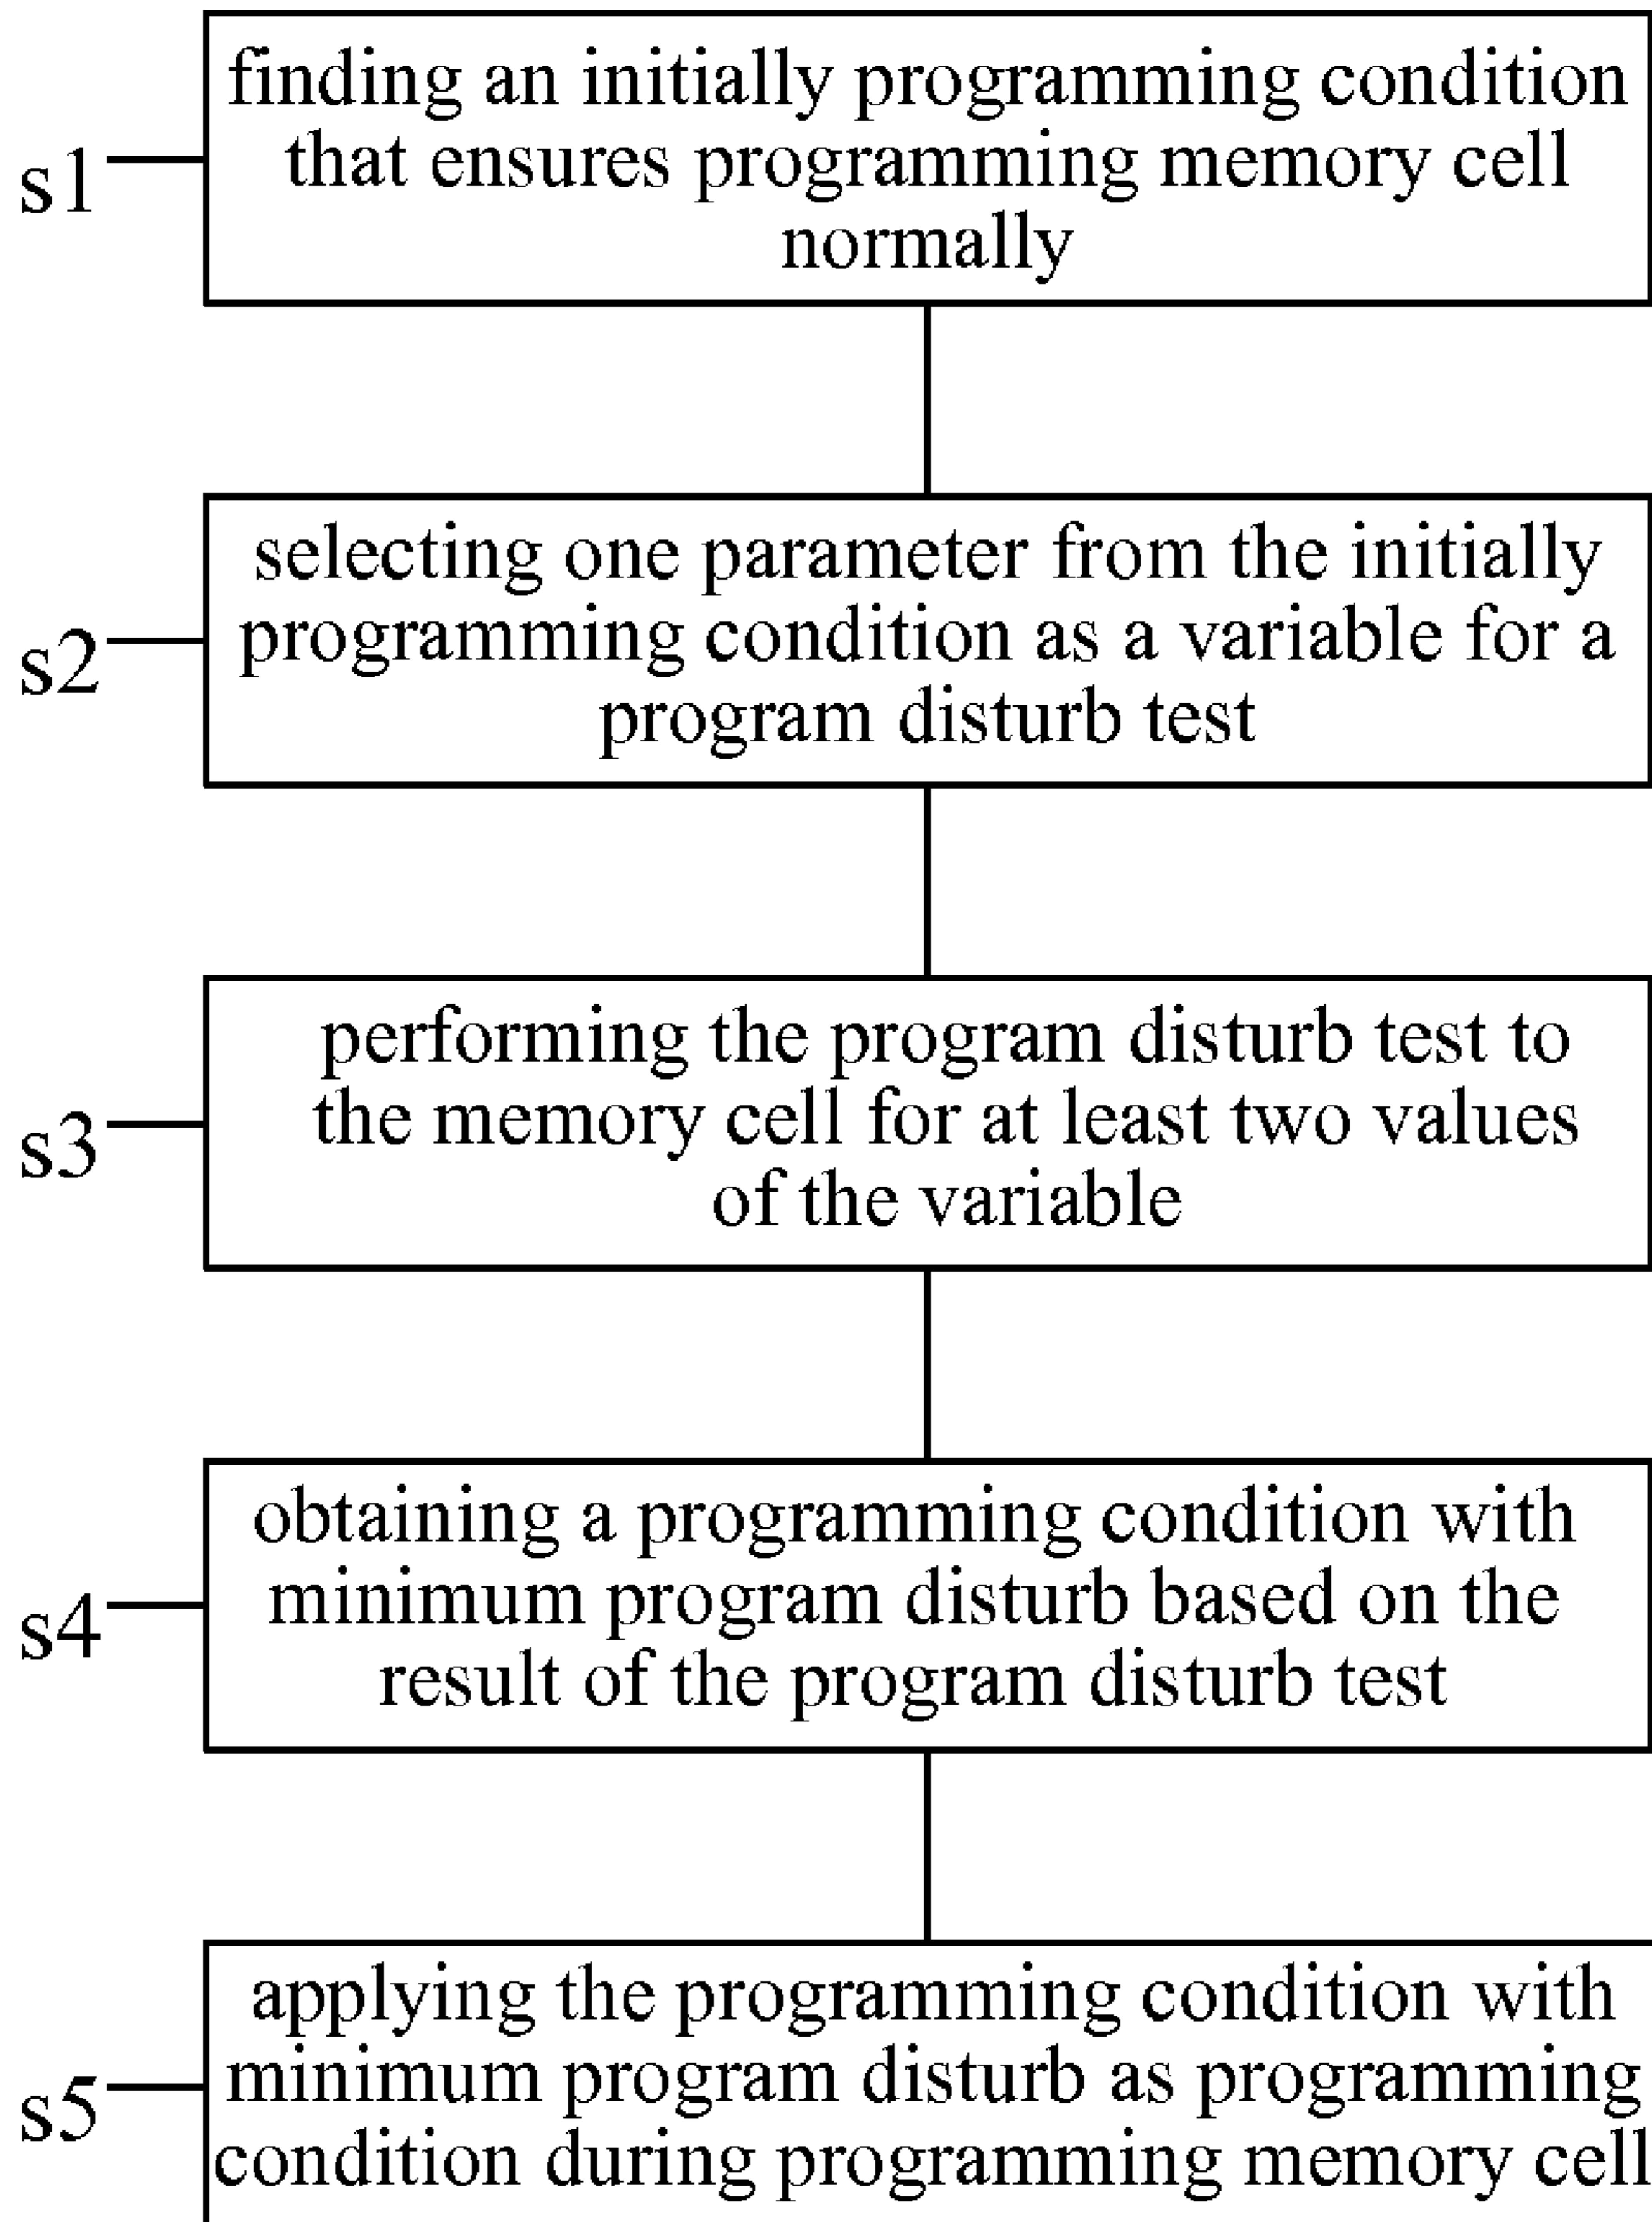 finding an initially programming condition
s1 that ensures programming memory cell
normally
selecting one parameter from the initially
s2 programming condition as a variable for a
program disturb test
performing the program disturb test to
s3 the memory cell for at least two values
of the variable
obtaining a programming condition with
s4 minimum program disturb based on the
result of the program disturb test
applying the programming condition with
s5 minimum program disturb as programming
condition during programming memory cell